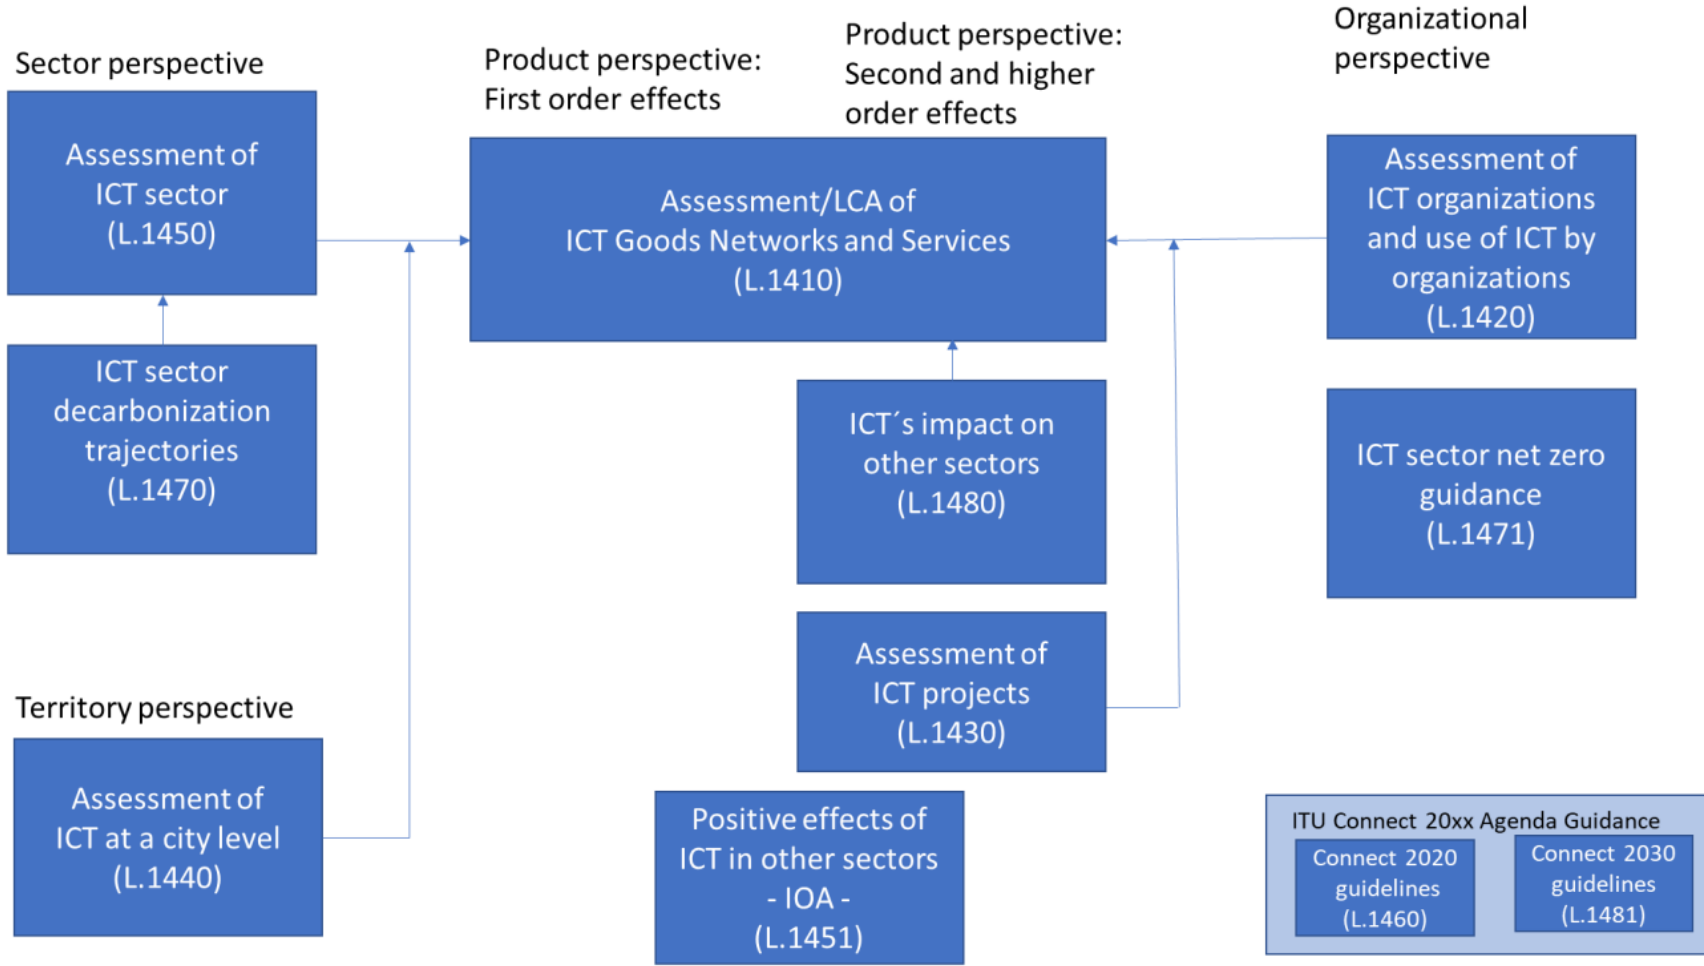 Sector perspective
Assessment of
ICT sector
(L.1450)
ICT sector
decarbonization
trajectories
(L.1470)
Territory perspective
Assessment of
ICT at a city level
(L.1440)
Product perspective:
First order effects
Product perspective:
Second and higher
order effects
Assessment/LCA of
ICT Goods Networks and Services
(L.1410)
ICT´s impact on
other sectors
(L.1480)
Assessment of
ICT projects
(L.1430)
Positive effects of
ICT in other sectors
- IOA -
(L.1451)
Organizational
perspective
Assessment of
ICT organizations
and use of ICT by
organizations
(L.1420)
ICT sector net zero
guidance
(L.1471)
ITU Connect 20xx Agenda Guidance
Connect 2020
guidelines
(L.1460)
Connect 2030
guidelines
(L.1481)